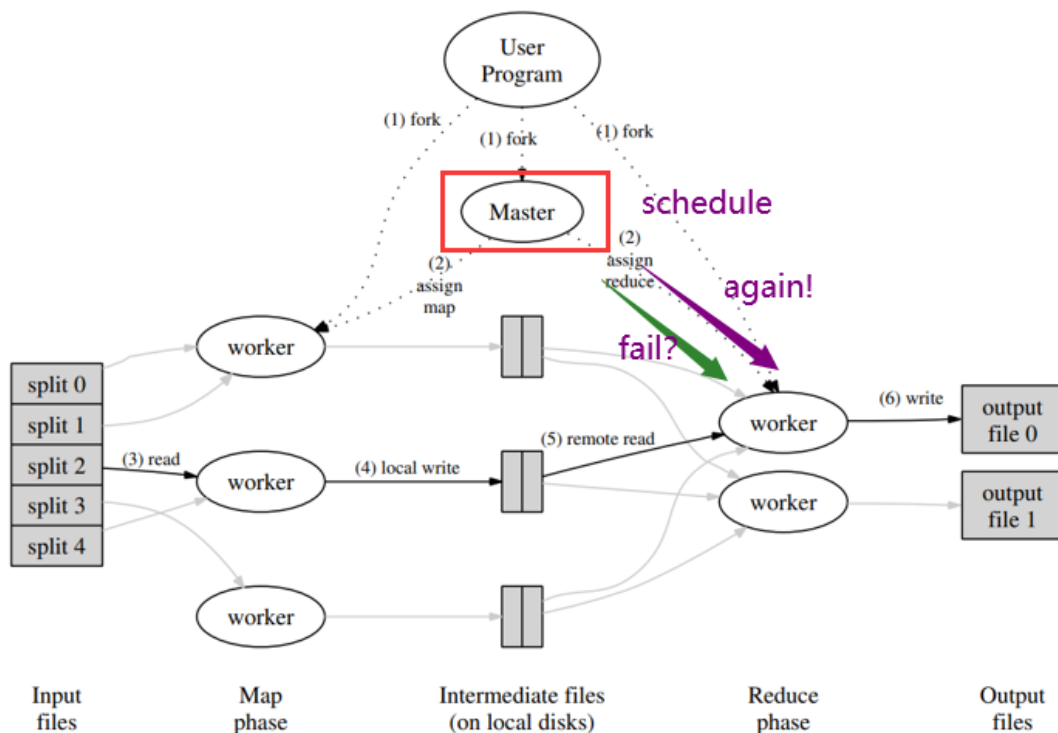 User
Program
(1) fork
(1) fork
(1) fork
Master
schedule
(2)
assign
map
(2)
assign
reduce
again!
fail?
worker
split 0
split 1
split 2
split 3
split 4
(3) read
worker
(4) local write
(5) remote read
worker
(6) write
output
file 0
worker
output
file 1
worker
Input
files
Map
phase
Intermediate files
(on local disks)
Reduce
phase
Output
files